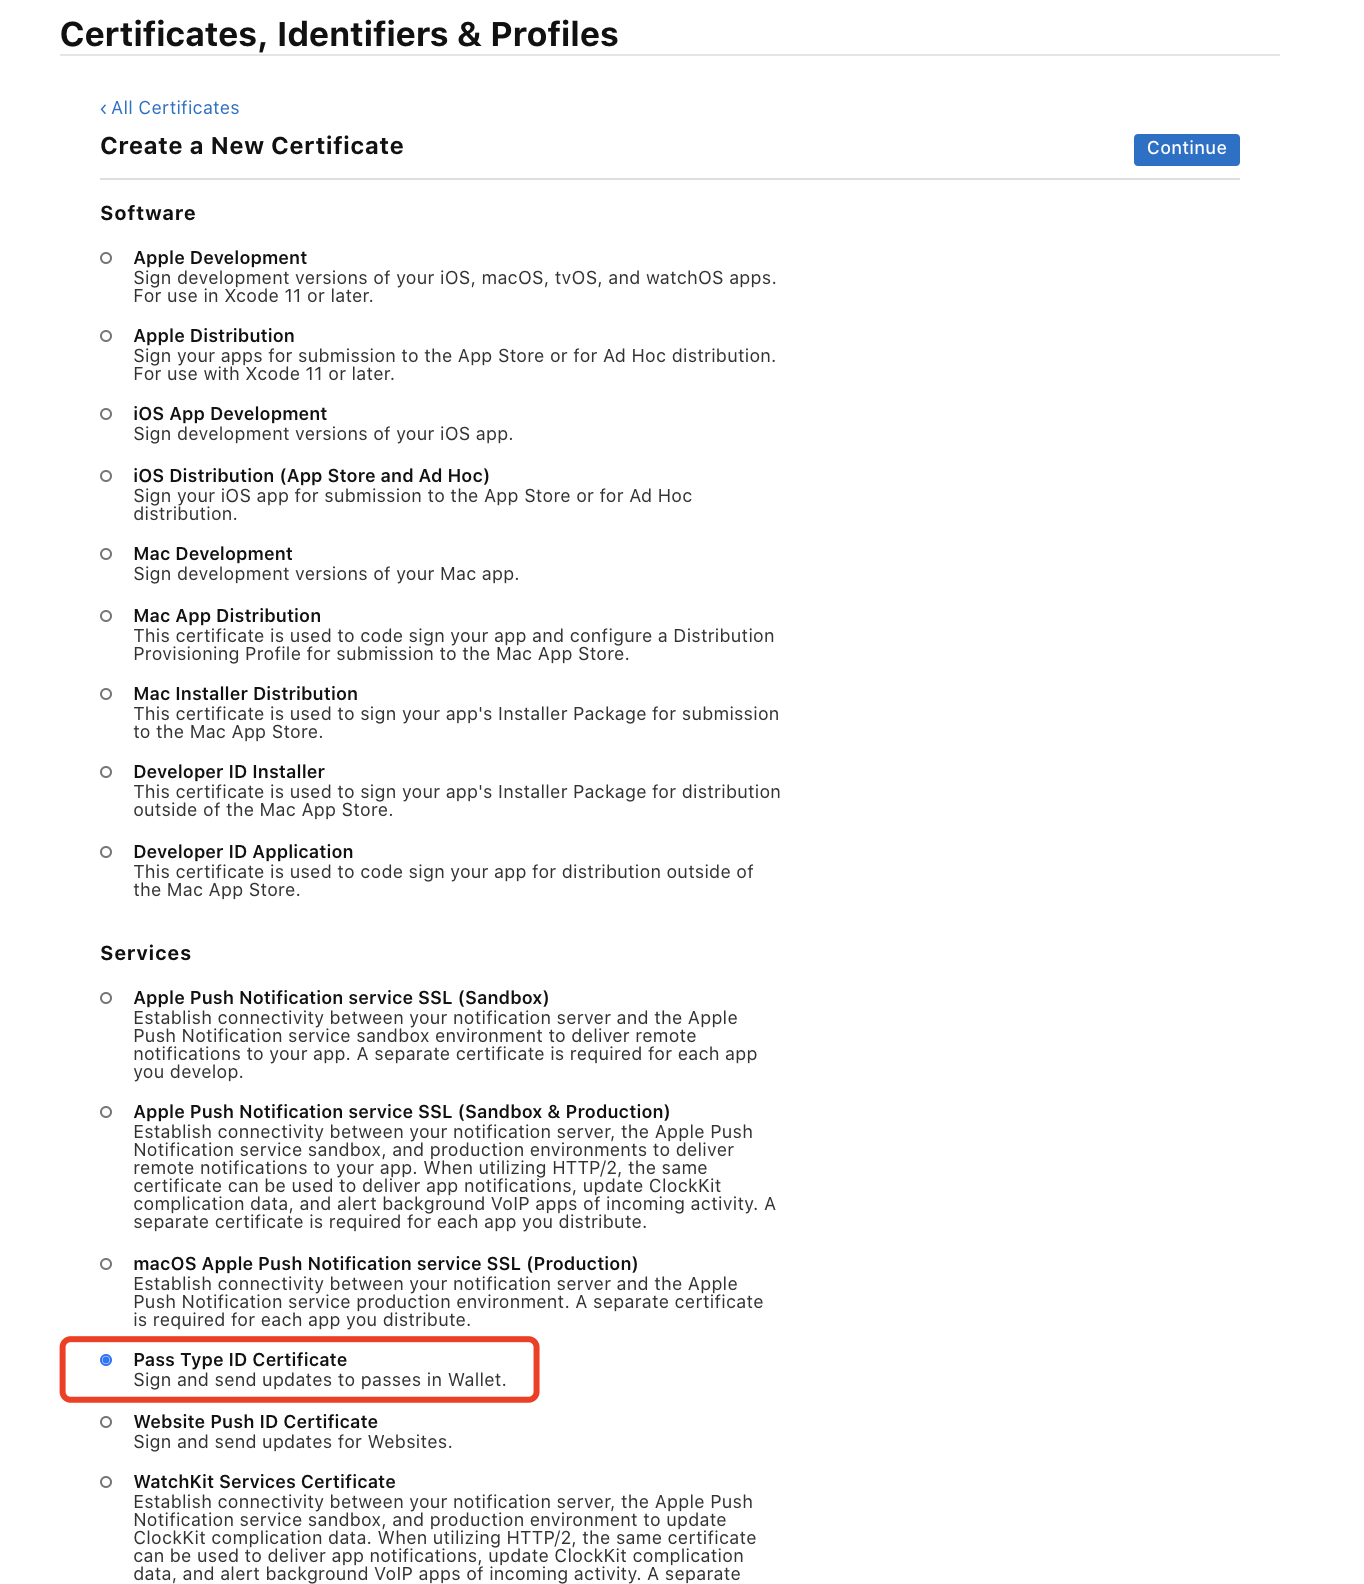 Certificates, Identifiers & Profiles
‹ All Certificates
Create a New Certificate
Continue
Software
Apple Development
Sign development versions of your iOS, macOS, tvOS, and watchOS apps.
For use in Xcode 11 or later.
Apple Distribution
Sign your apps for submission to the App Store or for Ad Hoc distribution.
For use with Xcode 11 or later.
iOS App Development
Sign development versions of your iOS app.
iOS Distribution (App Store and Ad Hoc)
Sign your iOS app for submission to the App Store or for Ad Hoc
distribution.
Mac Development
Sign development versions of your Mac app.
Mac App Distribution
This certificate is used to code sign your app and configure a Distribution
Provisioning Profile for submission to the Mac App Store.
Mac Installer Distribution
This certificate is used to sign your app's Installer Package for submission
to the Mac App Store.
Developer ID Installer
This certificate is used to sign your app's Installer Package for distribution
outside of the Mac App Store.
Developer ID Application
This certificate is used to code sign your app for distribution outside of
the Mac App Store.
Services
Apple Push Notification service SSL (Sandbox)
Establish connectivity between your notification server and the Apple
Push Notification service sandbox environment to deliver remote
notifications to your app. A separate certificate is required for each app
you develop.
Apple Push Notification service SSL (Sandbox & Production)
Establish connectivity between your notification server, the Apple Push
Notification service sandbox, and production environments to deliver
remote notifications to your app. When utilizing HTTP/2, the same
certificate can be used to deliver app notifications, update ClockKit
complication data, and alert background VoIP apps of incoming activity. A
separate certificate is required for each app you distribute.
macOS Apple Push Notification service SSL (Production)
Establish connectivity between your notification server and the Apple
Push Notification service production environment. A separate certificate
is required for each app you distribute.
Pass Type ID Certificate
Sign and send updates to passes in Wallet.
Website Push ID Certificate
Sign and send updates for Websites.
WatchKit Services Certificate
Establish connectivity between your notification server, the Apple Push
Notification service sandbox, and production environment to update
ClockKit complication data. When utilizing HTTP/2, the same certificate
can be used to deliver app notifications, update ClockKit complication
data, and alert background VoIP apps of incoming activity. A separate